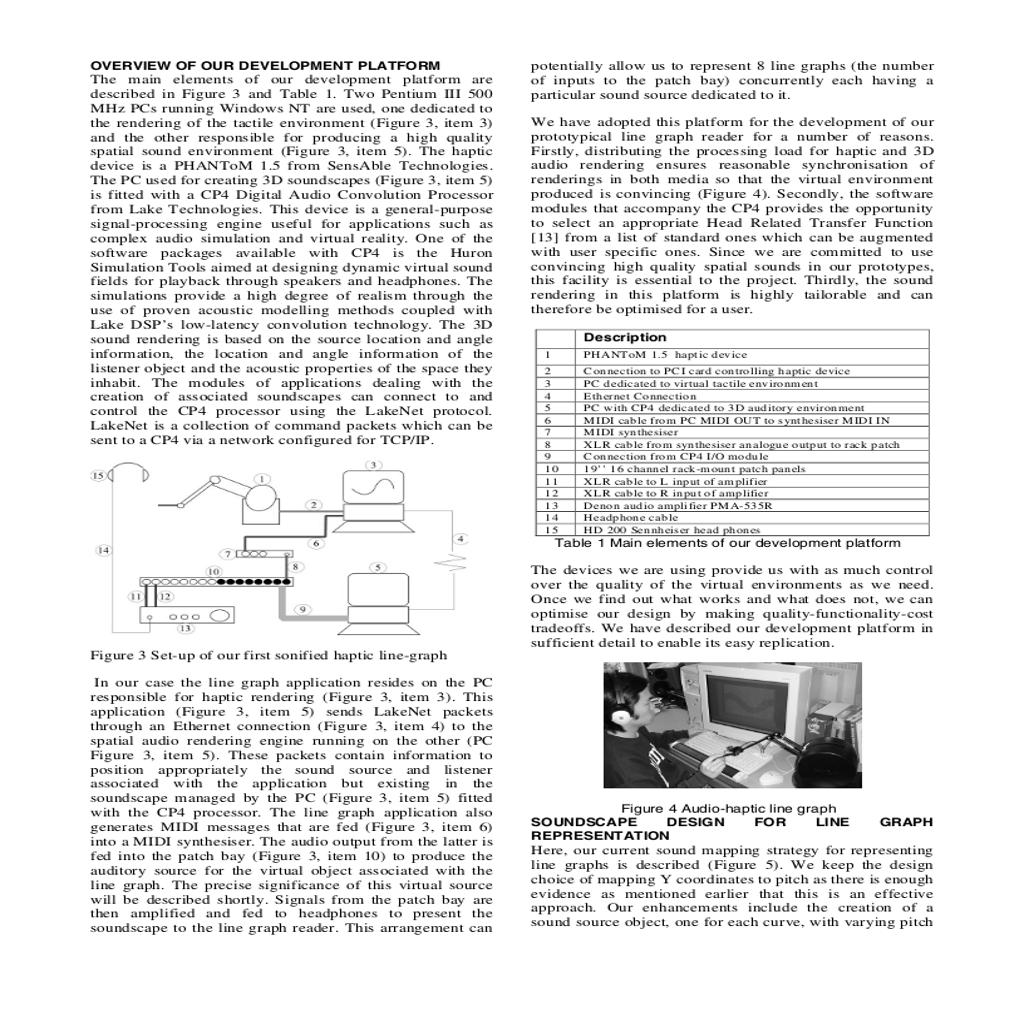 OVERVIEW OF OUR DEVELOPMENT PLATFORM
The main elements of our development platform are
described in Figure 3 and Table 1. Two Pentium III 500
MHz PCs running Windows NT are used, one dedicated to
the rendering of the tactile environment (Figure 3, item 3)
and the other responsible for producing a high quality
spatial sound environment (Figure 3, item 5). The haptic
device is a PHANToM 1.5 from SensAble Technologies.
The PC used for creating 3D soundscapes (Figure 3, item 5)
is fitted with a CP4 Digital Audio Convolution Processor
from Lake Technologies. This device is a general-purpose
signal-processing engine useful for applications such as
complex audio simulation and virtual reality. One of the
software packages available with CP4 is the Huron
Simulation Tools aimed at designing dynamic virtual sound
fields for playback through speakers and headphones. The
simulations provide a high degree of realism through the
use of proven acoustic modelling methods coupled with
Lake DSP's low-latency convolution technology. The 3D
sound rendering is based on the source location and angle
information, the location and angle information of the
listener object and the acoustic properties of the space they
inhabit. The modules of applications dealing with the
creation of associated soundscapes can connect to and
control the CP4 processor using the LakeNet protocol.
LakeNet is a collection of command packets which can be
sent to a CP4 via a network configured for TCP/IP.
15
1
3
2
4
14
6
7
10
8
5
11 12
9
13
Figure 3 Set-up of our first sonified haptic line-graph
In our case the line graph application resides on the PC
responsible for haptic rendering (Figure 3, item 3). This
application (Figure 3, item 5) sends LakeNet packets
through an Ethernet connection (Figure 3, item 4) to the
spatial audio rendering engine running on the other (PC
Figure 3, item 5). These packets contain information to
position appropriately the sound source and listener
associated with the application but existing in the
soundscape managed by the PC (Figure 3, item 5) fitted
with the CP4 processor. The line graph application also
generates MIDI messages that are fed (Figure 3, item 6)
into a MIDI synthesiser. The audio output from the latter is
fed into the patch bay (Figure 3, item 10) to produce the
auditory source for the virtual object associated with the
line graph. The precise significance of this virtual source
will be described shortly. Signals from the patch bay are
then amplified and fed to headphones to present the
soundscape to the line graph reader. This arrangement can
potentially allow us to represent 8 line graphs (the number
of inputs to the patch bay) concurrently each having a
particular sound source dedicated to it.
We have adopted this platform for the development of our
prototypical line graph reader for a number of reasons.
Firstly, distributing the processing load for haptic and 3D
audio rendering ensures reasonable synchronisation of
renderings in both media so that the virtual environment
produced is convincing (Figure 4). Secondly, the software
modules that accompany the CP4 provides the opportunity
to select an appropriate Head Related Transfer Function
[13] from a list of standard ones which can be augmented
with user specific ones. Since we are committed to use
convincing high quality spatial sounds in our prototypes,
this facility is essential to the project. Thirdly, the sound
rendering in this platform is highly tailorable and can
therefore be optimised for a user.
Description
1 PHANToM 1.5 haptic device
2 Connection to PCI card controlling haptic device
3 PC dedicated to virtual tactile environment
4 Ethernet Connection
5 PC with CP4 dedicated to 3D auditory environment
6 MIDI cable from PC MIDI OUT to synthesiser MIDI IN
7 MIDI synthesiser
8 XLR cable from synthesiser analogue output to rack patch
9 Connection from CP4 I/O module
10 19'' 16 channel rack-mount patch panels
11 XLR cable to L input of amplifier
12 XLR cable to R input of amplifier
13 Denon audio amplifier PMA-535R
14 Headphone cable
15 HD 200 Sennheiser head phones
Table 1 Main elements of our development platform
The devices we are using provide us with as much control
over the quality of the virtual environments as we need.
Once we find out what works and what does not, we can
optimise our design by making quality-functionality-cost
tradeoffs. We have described our development platform in
sufficient detail to enable its easy replication.
Figure 4 Audio-haptic line graph
SOUNDSCAPE DESIGN FOR LINE GRAPH
REPRESENTATION
Here, our current sound mapping strategy for representing
line graphs is described (Figure 5). We keep the design
choice of mapping Y coordinates to pitch as there is enough
evidence as mentioned earlier that this is an effective
approach. Our enhancements include the creation of a
sound source object, one for each curve, with varying pitch